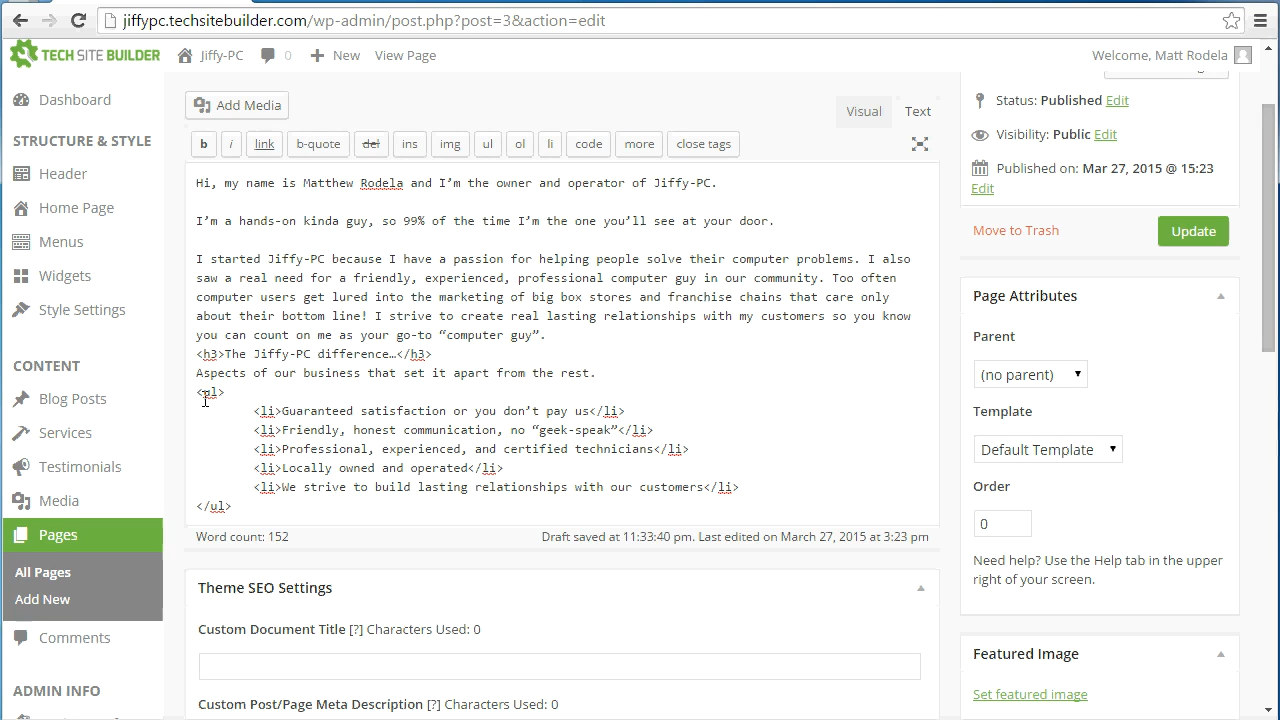 jiffypc.techsitebuilder.com/wp-admin/post.php?post=3&action=edit
TECH SITE BUILDER
Jiffy-PC
0
New
View Page
Welcome, Matt Rodela
Dashboard
STRUCTURE & STYLE
Header
Home Page
Menus
Widgets
Style Settings
CONTENT
Blog Posts
Services
Testimonials
Media
Pages
All Pages
Add New
Comments
ADMIN INFO
Add Media
Visual
Text
b
i
link
b-quote
del
ins
img
ul
ol
li
code
more
close tags
Hi, my name is Matthew Rodela and I’m the owner and operator of Jiffy-PC.
I’m a hands-on kinda guy, so 99% of the time I’m the one you’ll see at your door.
I started Jiffy-PC because I have a passion for helping people solve their computer problems. I also
saw a real need for a friendly, experienced, professional computer guy in our community. Too often
computer users get lured into the marketing of big box stores and franchise chains that care only
about their bottom line! I strive to create real lasting relationships with my customers so you know
you can count on me as your go-to “computer guy”.
<h3>The Jiffy-PC difference…</h3>
Aspects of our business that set it apart from the rest.
<ul>
<li>Guaranteed satisfaction or you don’t pay us</li>
<li>Friendly, honest communication, no “geek-speak”</li>
<li>Professional, experienced, and certified technicians</li>
<li>Locally owned and operated</li>
<li>We strive to build lasting relationships with our customers</li>
</ul>
Word count: 152
Draft saved at 11:33:40 pm. Last edited on March 27, 2015 at 3:23 pm
Theme SEO Settings
Custom Document Title [?] Characters Used: 0
Custom Post/Page Meta Description [?] Characters Used: 0
Status: Published Edit
Visibility: Public Edit
Published on: Mar 27, 2015 @ 15:23
Edit
Move to Trash
Update
Page Attributes
Parent
(no parent)
Template
Default Template
Order
0
Need help? Use the Help tab in the upper
right of your screen.
Featured Image
Set featured image